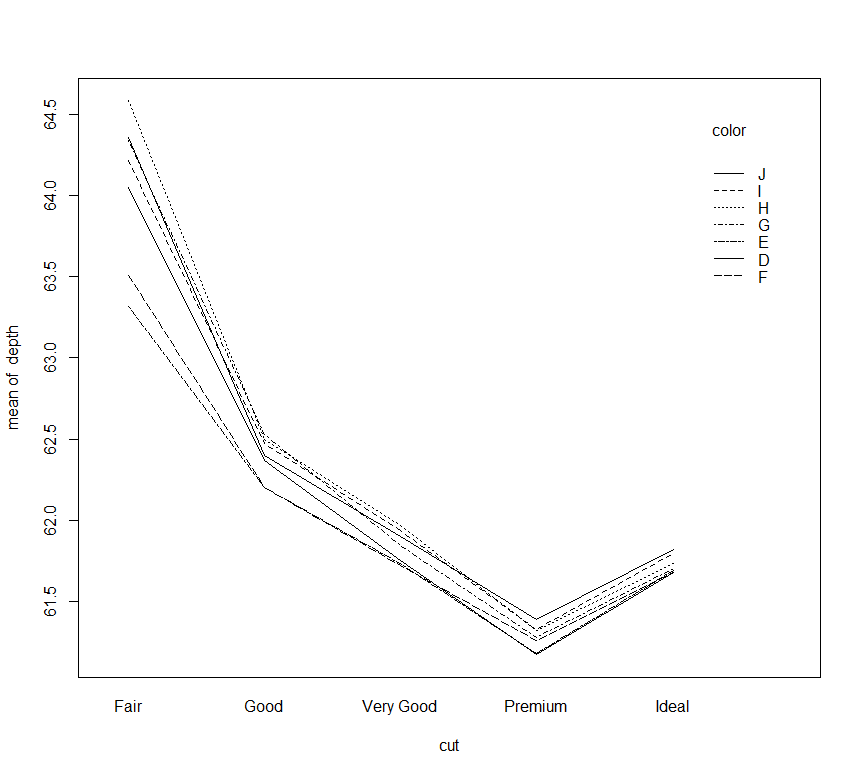 color
J
I
H
G
E
D
F
64.5
64.0
63.5
63.0
62.5
62.0
61.5
mean of  depth
Fair Good Very Good Premium Ideal
cut